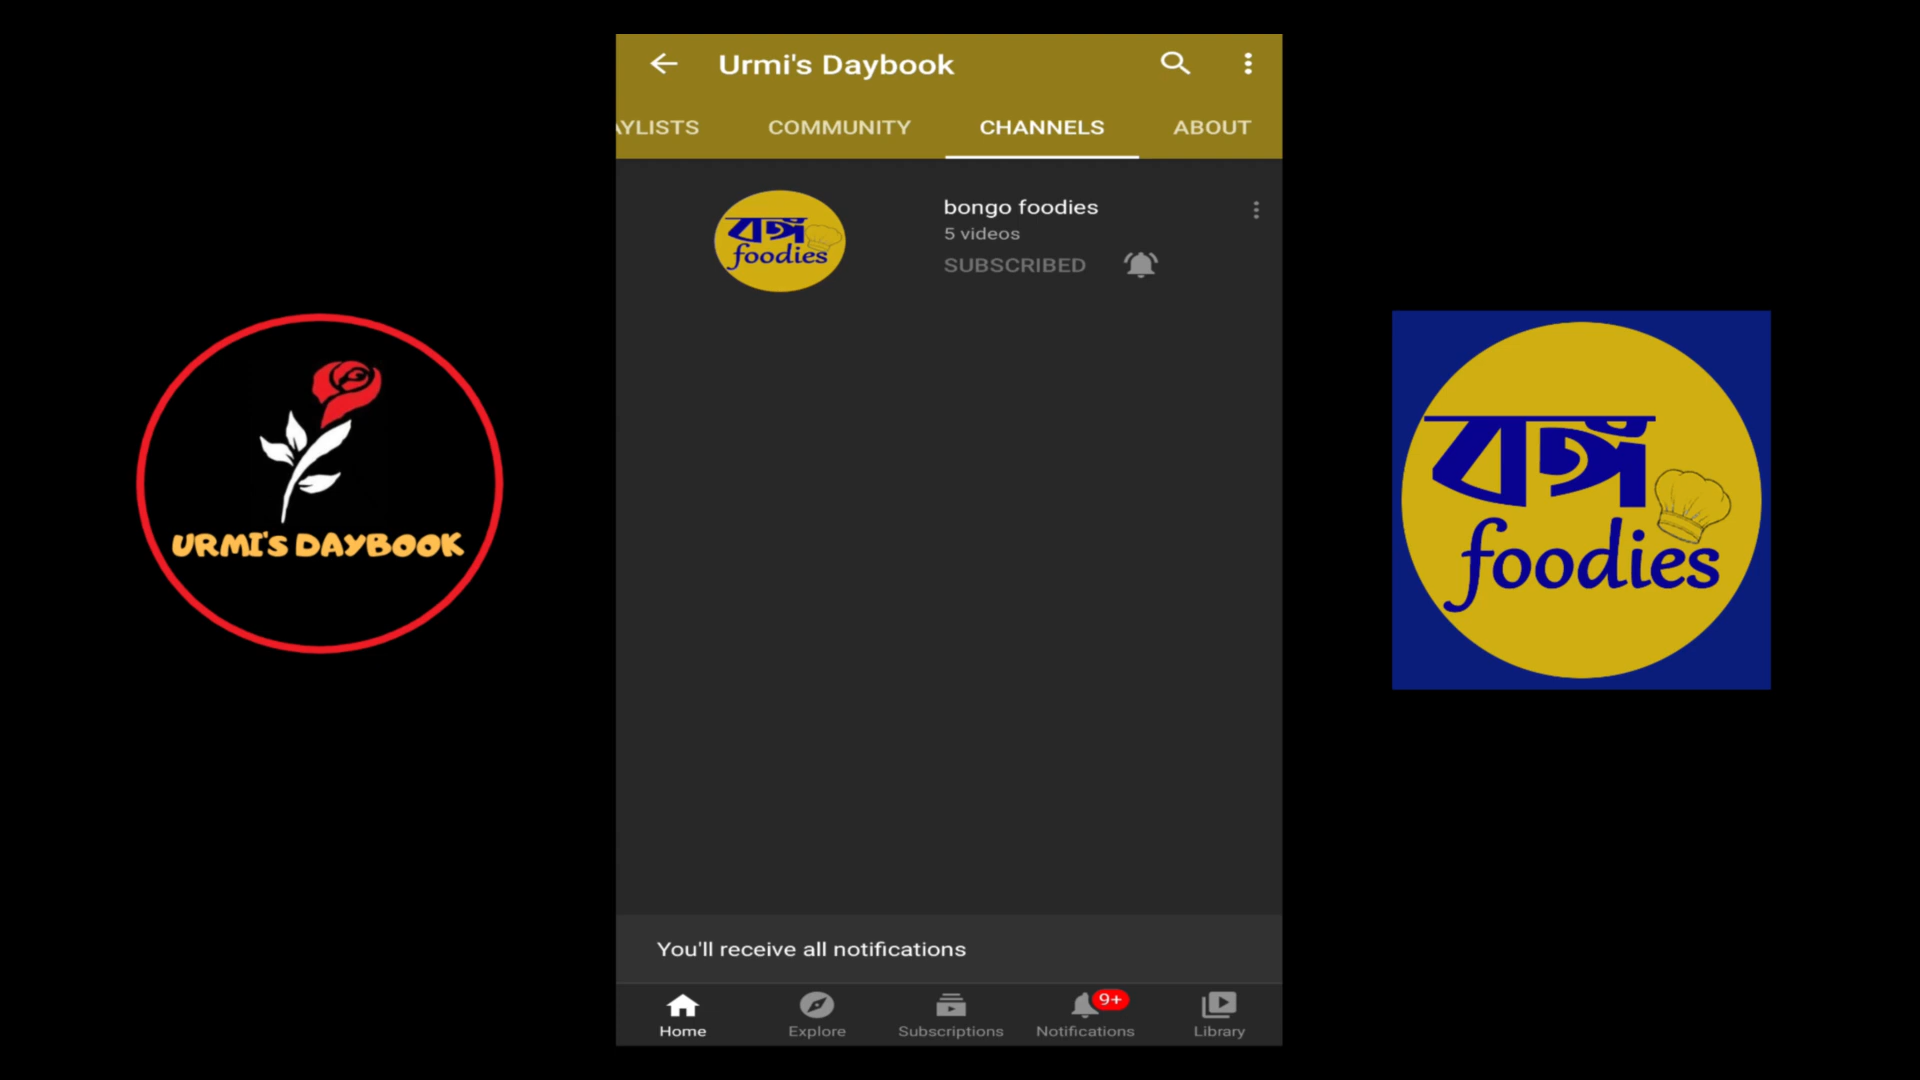 Urmi's Daybook
AYLISTS COMMUNITY CHANNELS ABOUT
বঙ্গ
foodies
bongo foodies
5 videos
SUBSCRIBED
URMI'S DAYBOOK
বঙ্গ
foodies
You'll receive all notifications
9+
Home Explore Subscriptions Notifications Library